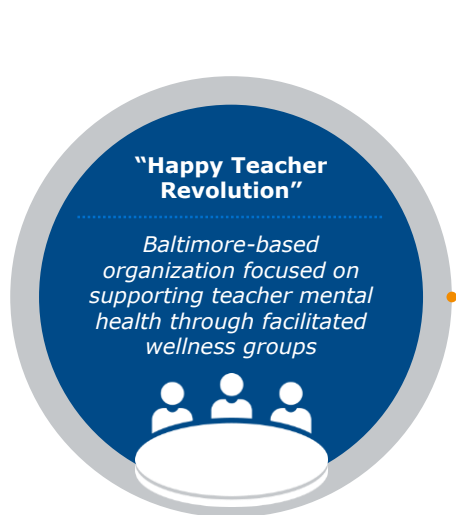 “Happy Teacher
Revolution”
Baltimore-based
organization focused on
supporting teacher mental
health through facilitated
wellness groups